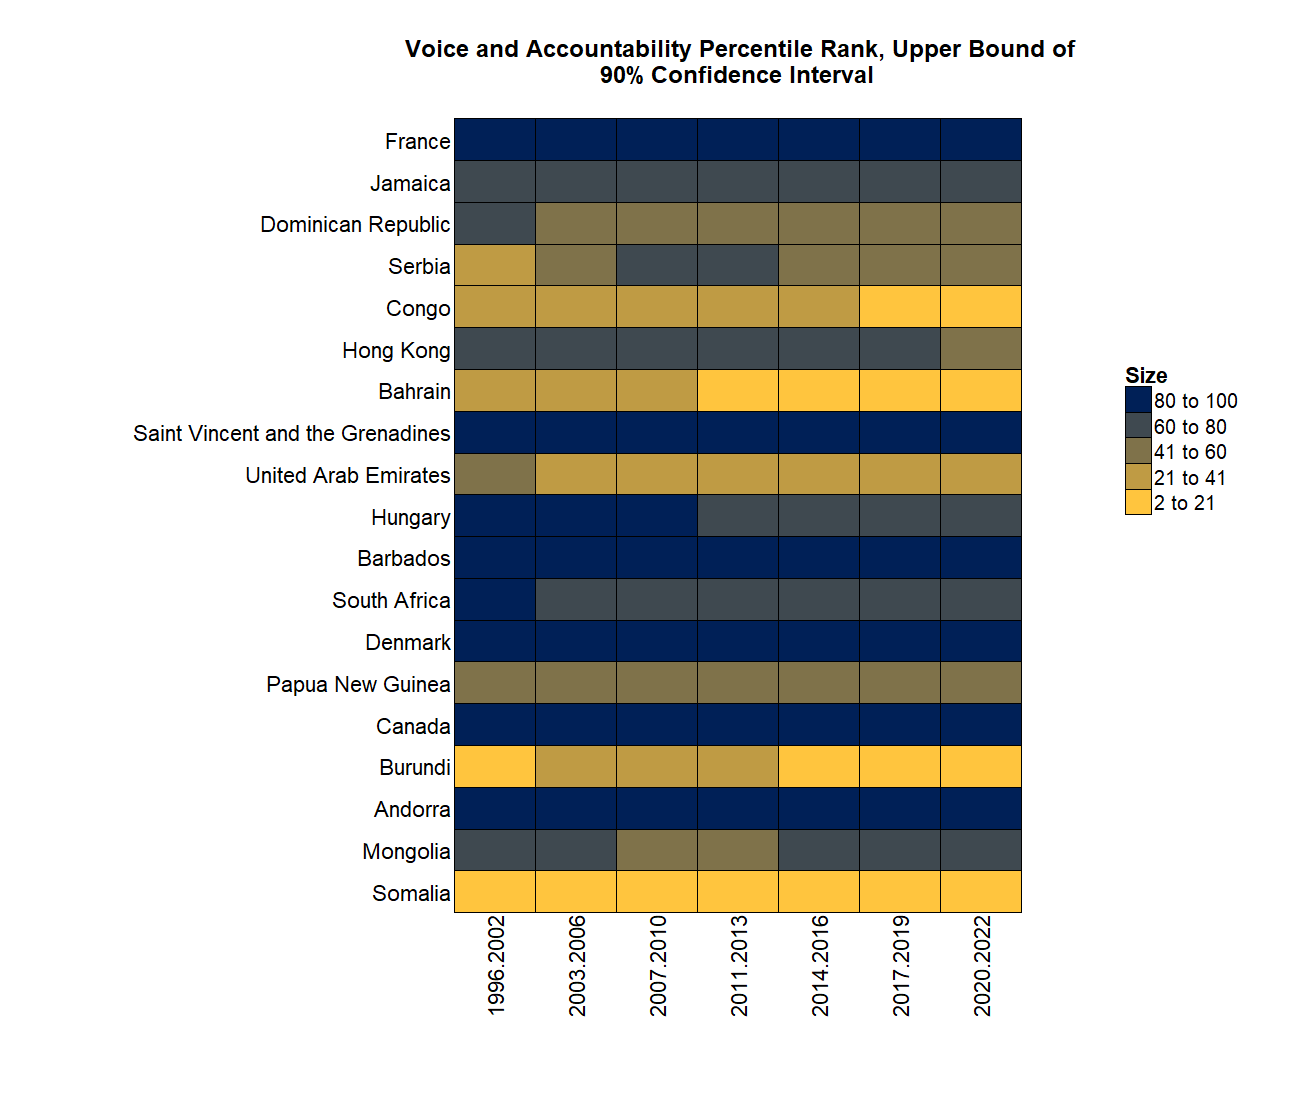 Voice and Accountability Percentile Rank, Upper Bound of
90% Confidence Interval
France
Jamaica
Dominican Republic
Serbia
Congo
Hong Kong
Bahrain
Saint Vincent and the Grenadines
United Arab Emirates
Hungary
Barbados
South Africa
Denmark
Papua New Guinea
Canada
Burundi
Andorra
Mongolia
Somalia
1996.2002
2003.2006
2007.2010
2011.2013
2014.2016
2017.2019
2020.2022
Size
80 to 100
60 to 80
41 to 60
21 to 41
2 to 21